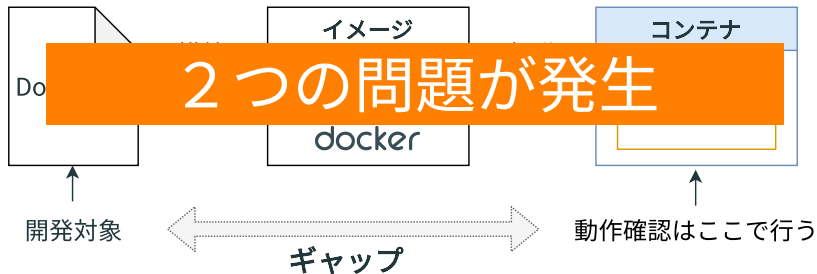 イメージ
コンテナ
Do
２つの問題が発生
docker
開発対象
動作確認はここで行う
ギャップ